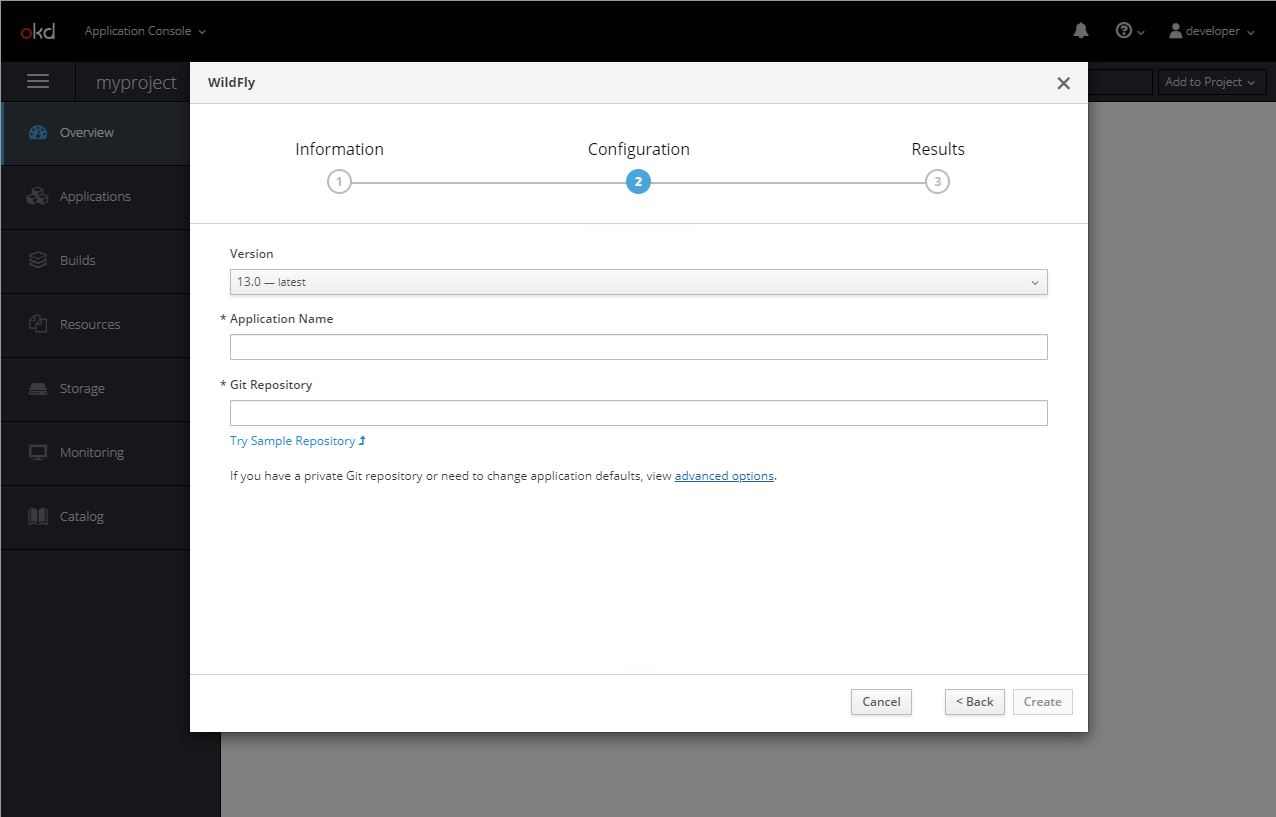 okd
Application Console
developer
myproject
WildFly
Add to Project
Overview
Information
Configuration
Results
1
2
3
Applications
Builds
Resources
Storage
Monitoring
Catalog
Version
13.0 — latest
* Application Name
* Git Repository
Try Sample Repository
If you have a private Git repository or need to change application defaults, view advanced options.
Cancel
< Back
Create